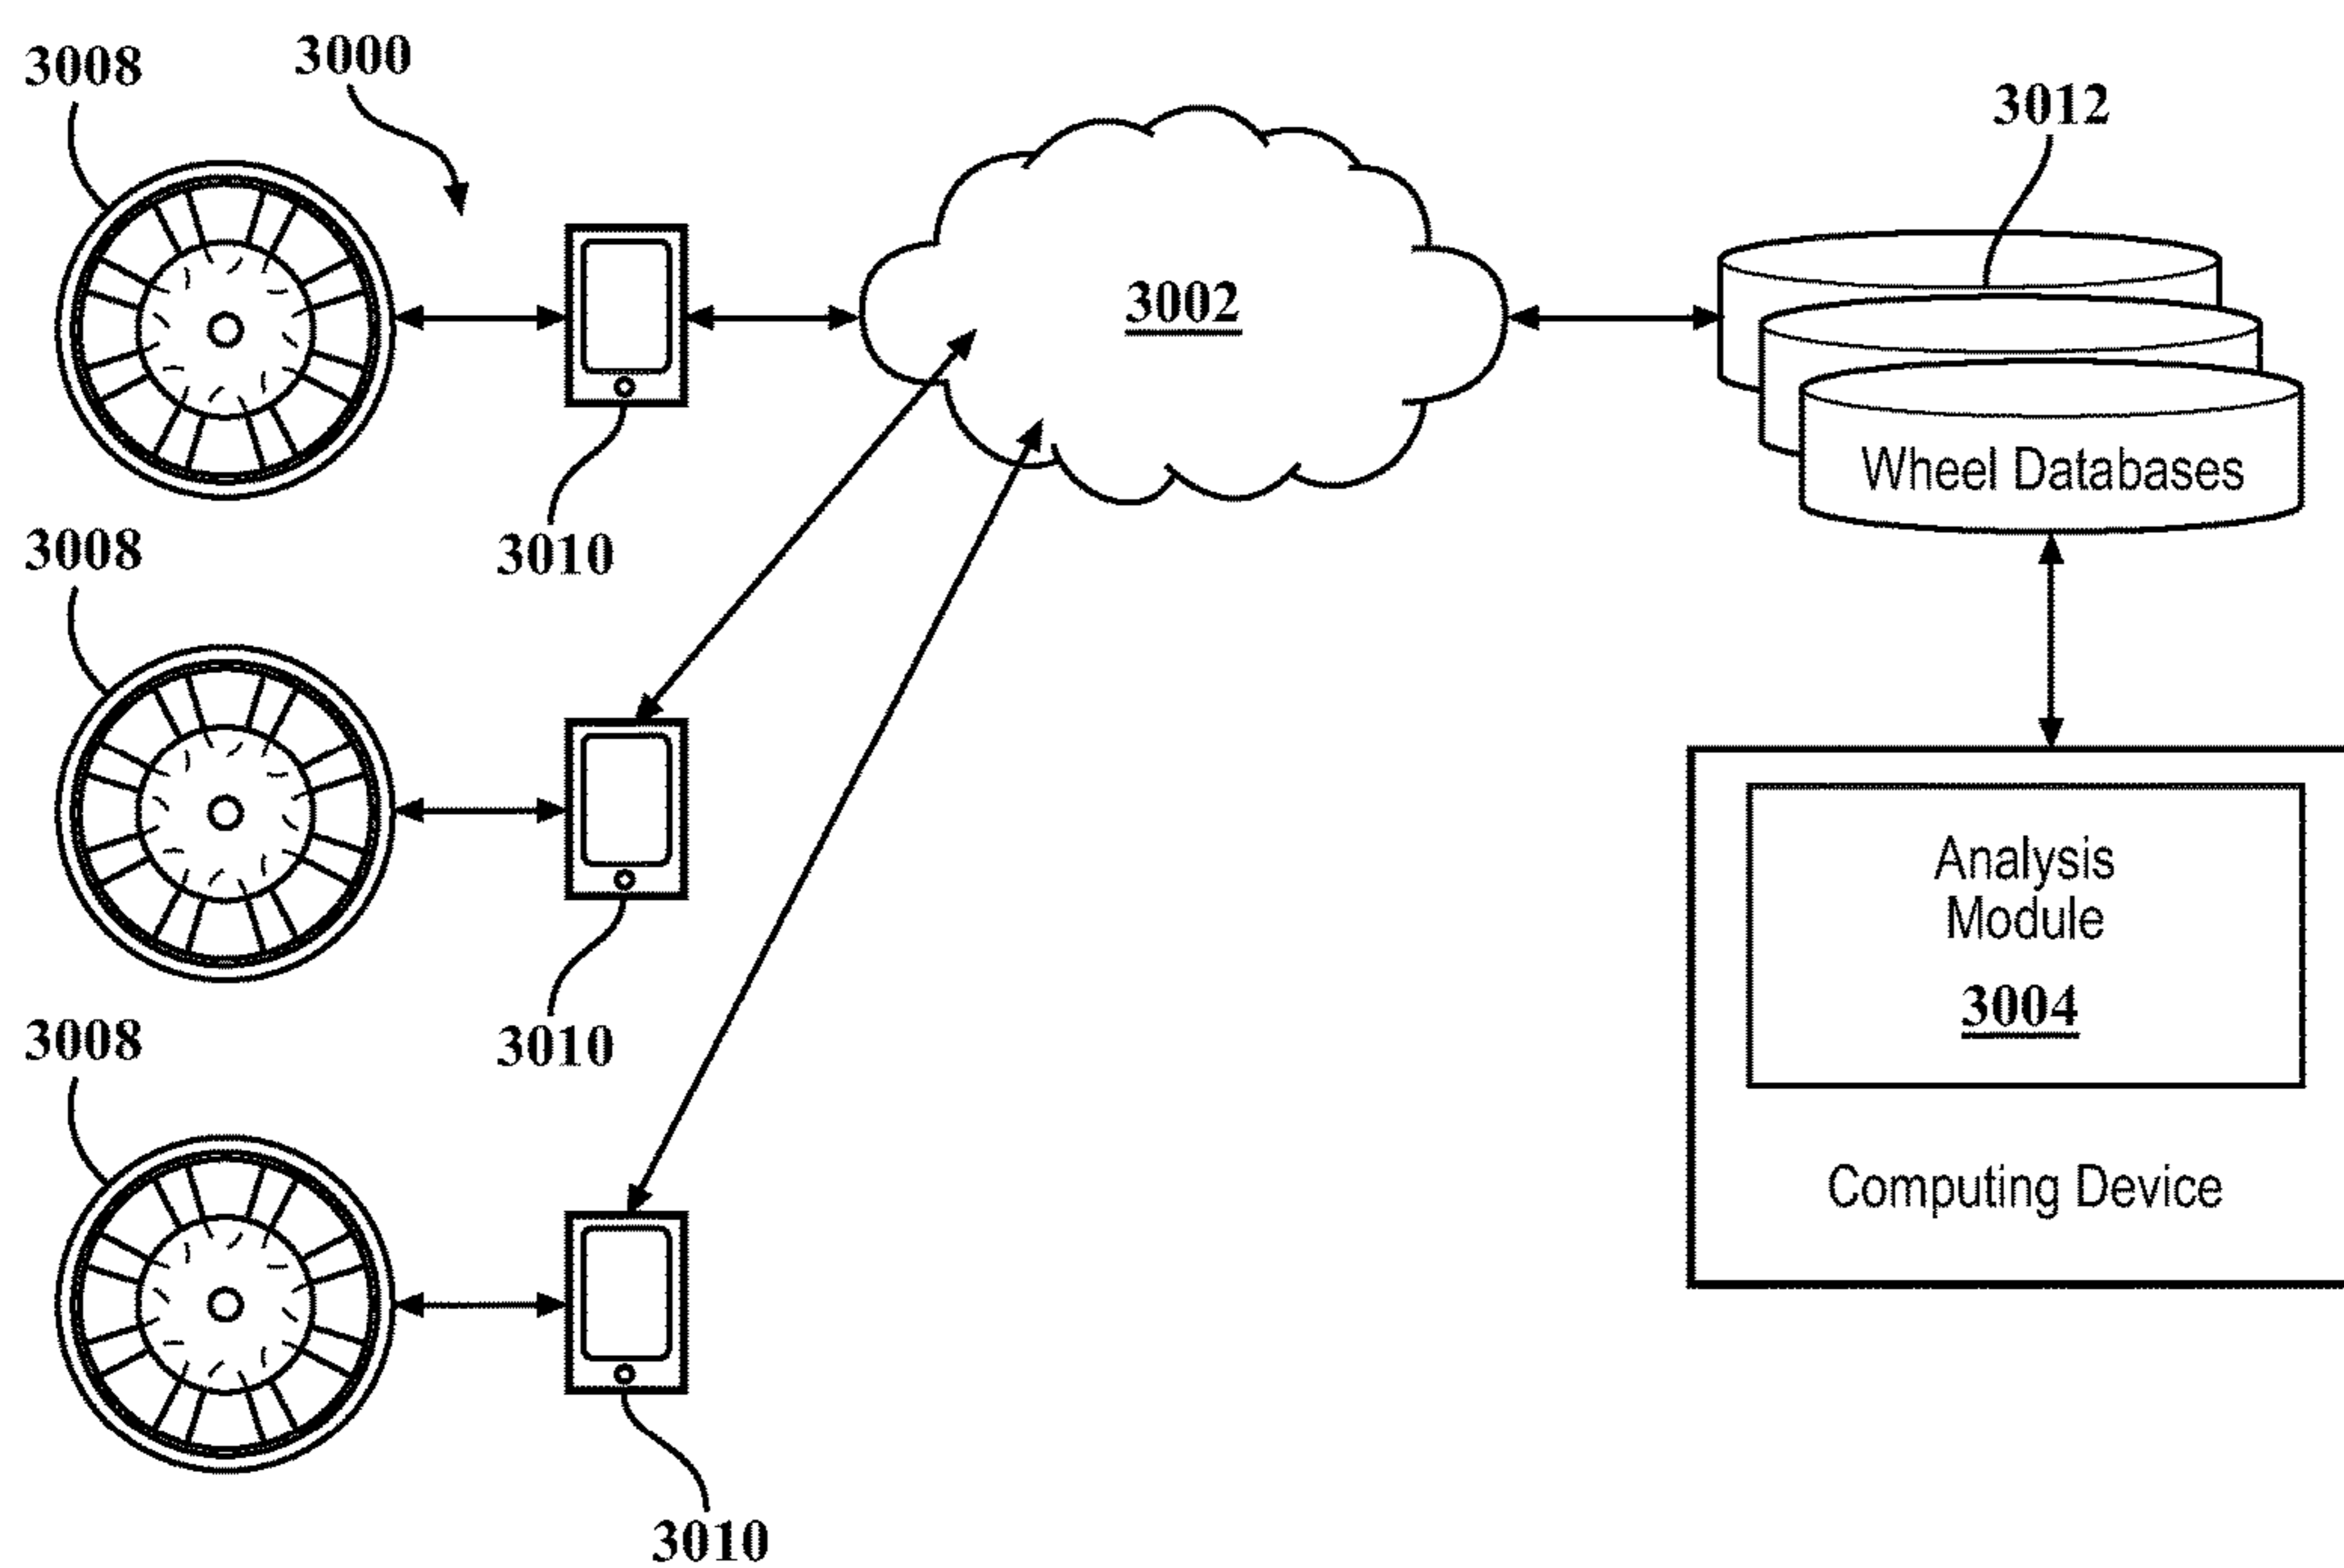 3008
3000
3012
3002
Wheel Databases
3010
3008
Analysis
Module
3004
3010
3008
Computing Device
3010